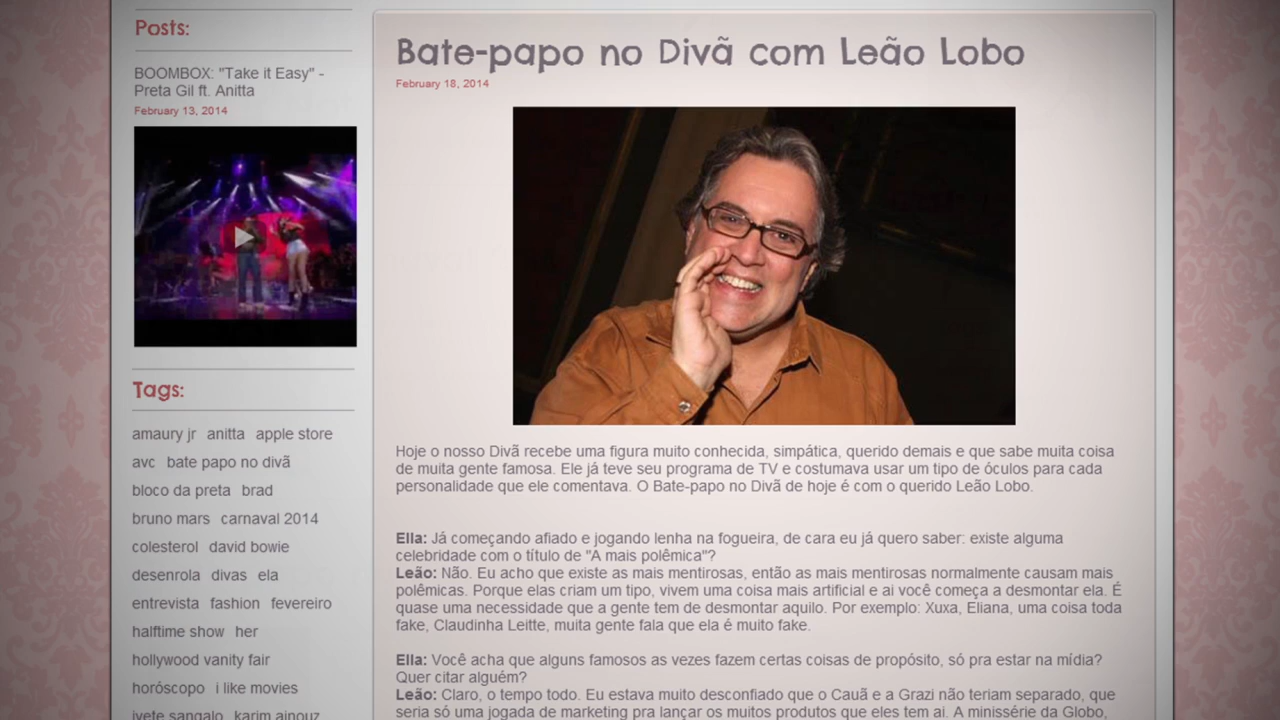 Posts:
BOOMBOX: "Take it Easy" -
Preta Gil ft. Anitta
February 13, 2014
Tags:
amaury jr anitta apple store
avc bate papo no divã
bloco da preta brad
bruno mars carnaval 2014
colesterol david bowie
desenrola divas ela
entrevista fashion fevereiro
halftime show her
hollywood vanity fair
horóscopo i like movies
ivete sangalo karim ainouz
Bate-papo no Divã com Leão Lobo
February 18, 2014
Hoje o nosso Divã recebe uma figura muito conhecida, simpática, querido demais e que sabe muita coisa
de muita gente famosa. Ele já teve seu programa de TV e costumava usar um tipo de óculos para cada
personalidade que ele comentava. O Bate-papo no Divã de hoje é com o querido Leão Lobo.
Ella: Já começando afiado e jogando lenha na fogueira, de cara eu já quero saber: existe alguma
celebridade com o título de "A mais polêmica"?
Leão: Não. Eu acho que existe as mais mentirosas, então as mais mentirosas normalmente causam mais
polêmicas. Porque elas criam um tipo, vivem uma coisa mais artificial e ai você começa a desmontar ela. É
quase uma necessidade que a gente tem de desmontar aquilo. Por exemplo: Xuxa, Eliana, uma coisa toda
fake, Claudinha Leitte, muita gente fala que ela é muito fake.
Ella: Você acha que alguns famosos as vezes fazem certas coisas de propósito, só pra estar na mídia?
Quer citar alguém?
Leão: Claro, o tempo todo. Eu estava muito desconfiado que o Cauã e a Grazi não teriam separado, que
seria só uma jogada de marketing pra lançar os muitos produtos que eles tem ai. A minissérie da Globo,